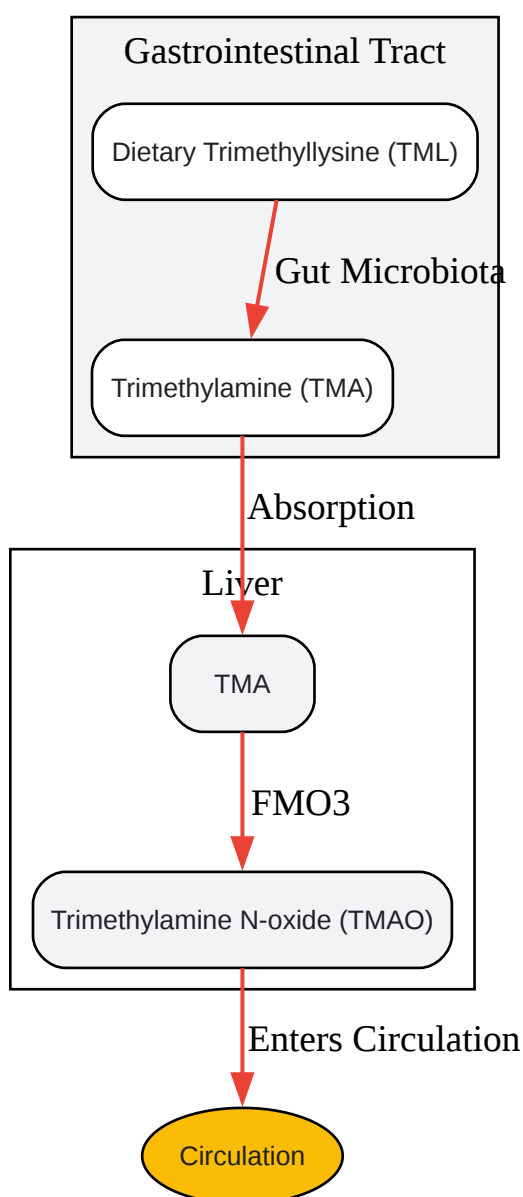 Gastrointestinal Tract
Dietary Trimethyllysine (TML)
Gut Microbiota
Trimethylamine (TMA)
Absorption
Liver
TMA
FMO3
Trimethylamine N-oxide (TMAO)
Enters Circulation
Circulation